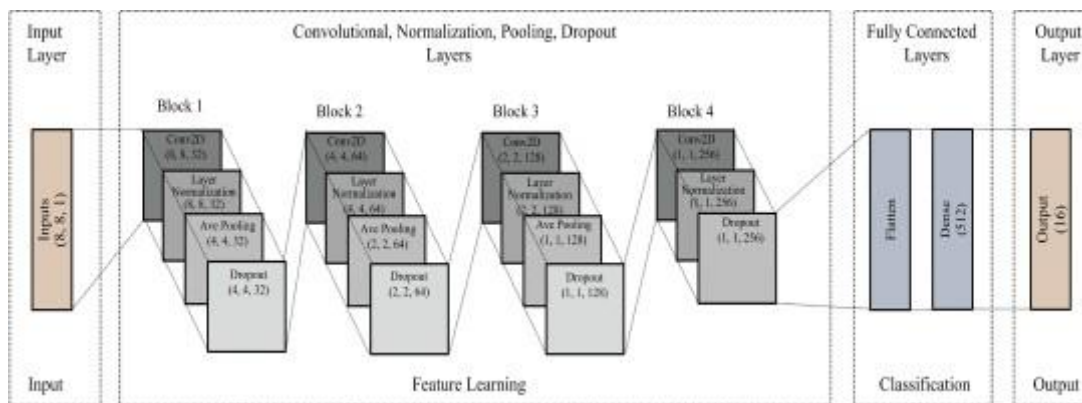 Input
Layer
Convolutional, Normalization, Pooling, Dropout
Layers
Fully Connected
Layers
Output
Layer
Block 1
Block 2
Block 3
Block 4
Inputs
(8, 8, 1)
Conv2D
(8, 8, 32)
Layer
Normalization
(8, 8, 32)
Ave Pooling
(4, 4, 32)
Dropout
(4, 4, 32)
Conv2D
(4, 4, 64)
Layer
Normalization
(4, 4, 64)
Ave Pooling
(2, 2, 64)
Dropout
(2, 2, 64)
Conv2D
(2, 2, 128)
Layer
Normalization
(2, 2, 128)
Ave Pooling
(1, 1, 128)
Dropout
(1, 1, 128)
Conv2D
(1, 1, 256)
Layer
Normalization
(1, 1, 256)
Dropout
(1, 1, 256)
Flatten
Dense
(512)
Output
(16)
Input
Feature Learning
Classification
Output